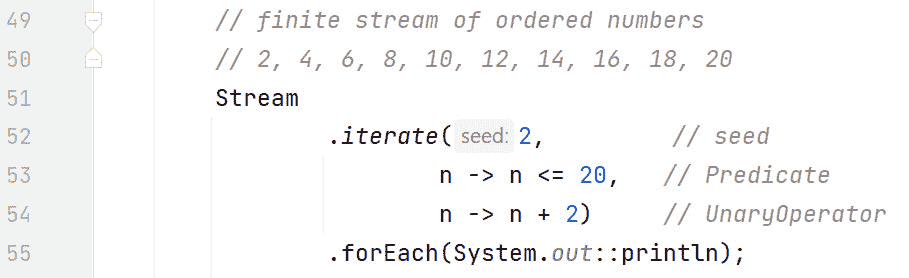 49 // finite stream of ordered numbers
50 // 2, 4, 6, 8, 10, 12, 14, 16, 18, 20
51 Stream
52 .iterate( seed: 2, // seed
53 n -> n <= 20, // Predicate
54 n -> n + 2) // UnaryOperator
55 .forEach(System.out::println);